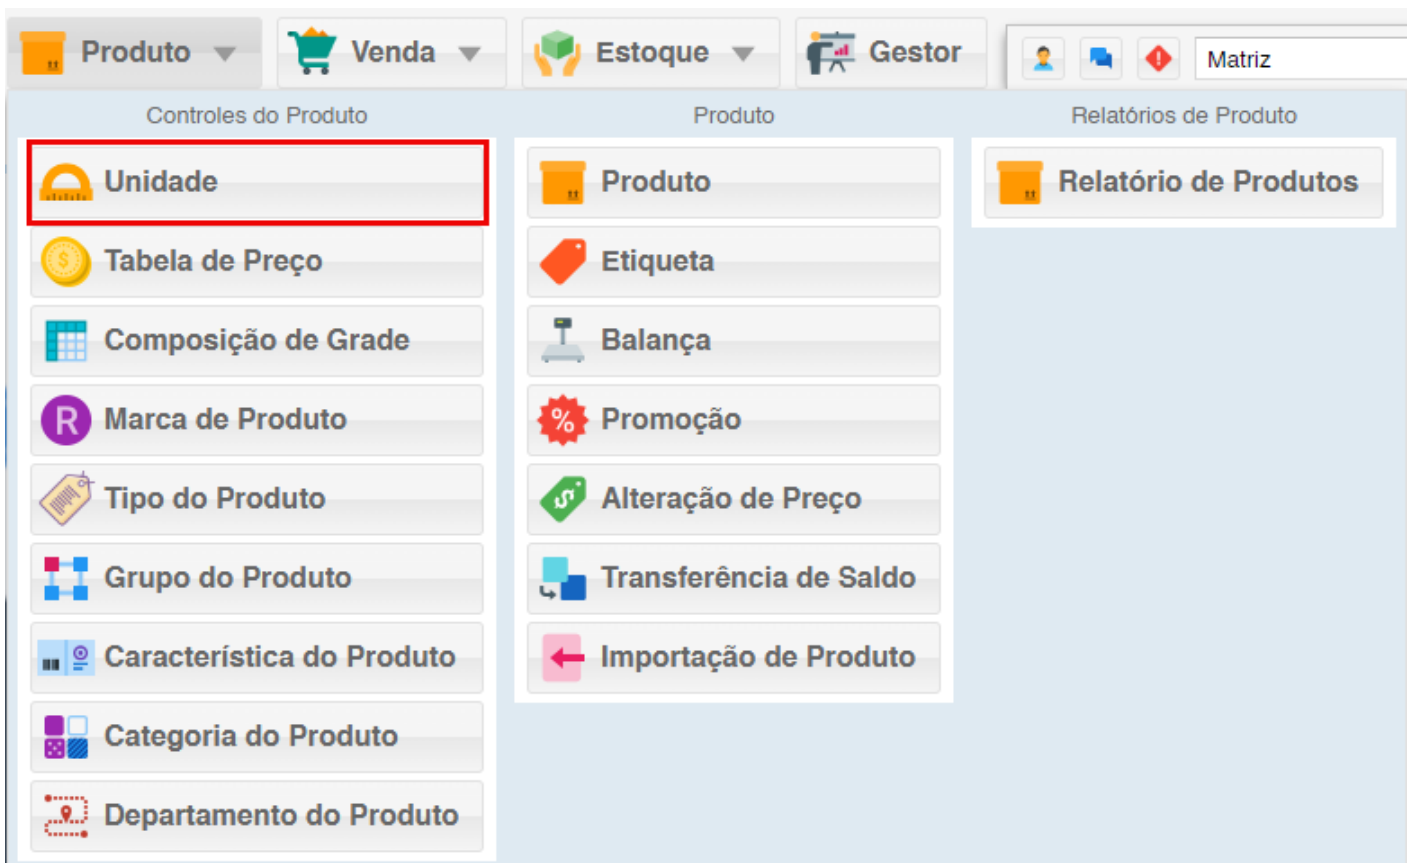 Produto
Venda
Estoque
Gestor
Matriz
Controles do Produto
Unidade
Tabela de Preço
Composição de Grade
R
Marca de Produto
Tipo do Produto
Grupo do Produto
Característica do Produto
Categoria do Produto
Departamento do Produto
Produto
Produto
Etiqueta
Balança
%
Promoção
Alteração de Preço
Transferência de Saldo
Importação de Produto
Relatórios de Produto
Relatório de Produtos